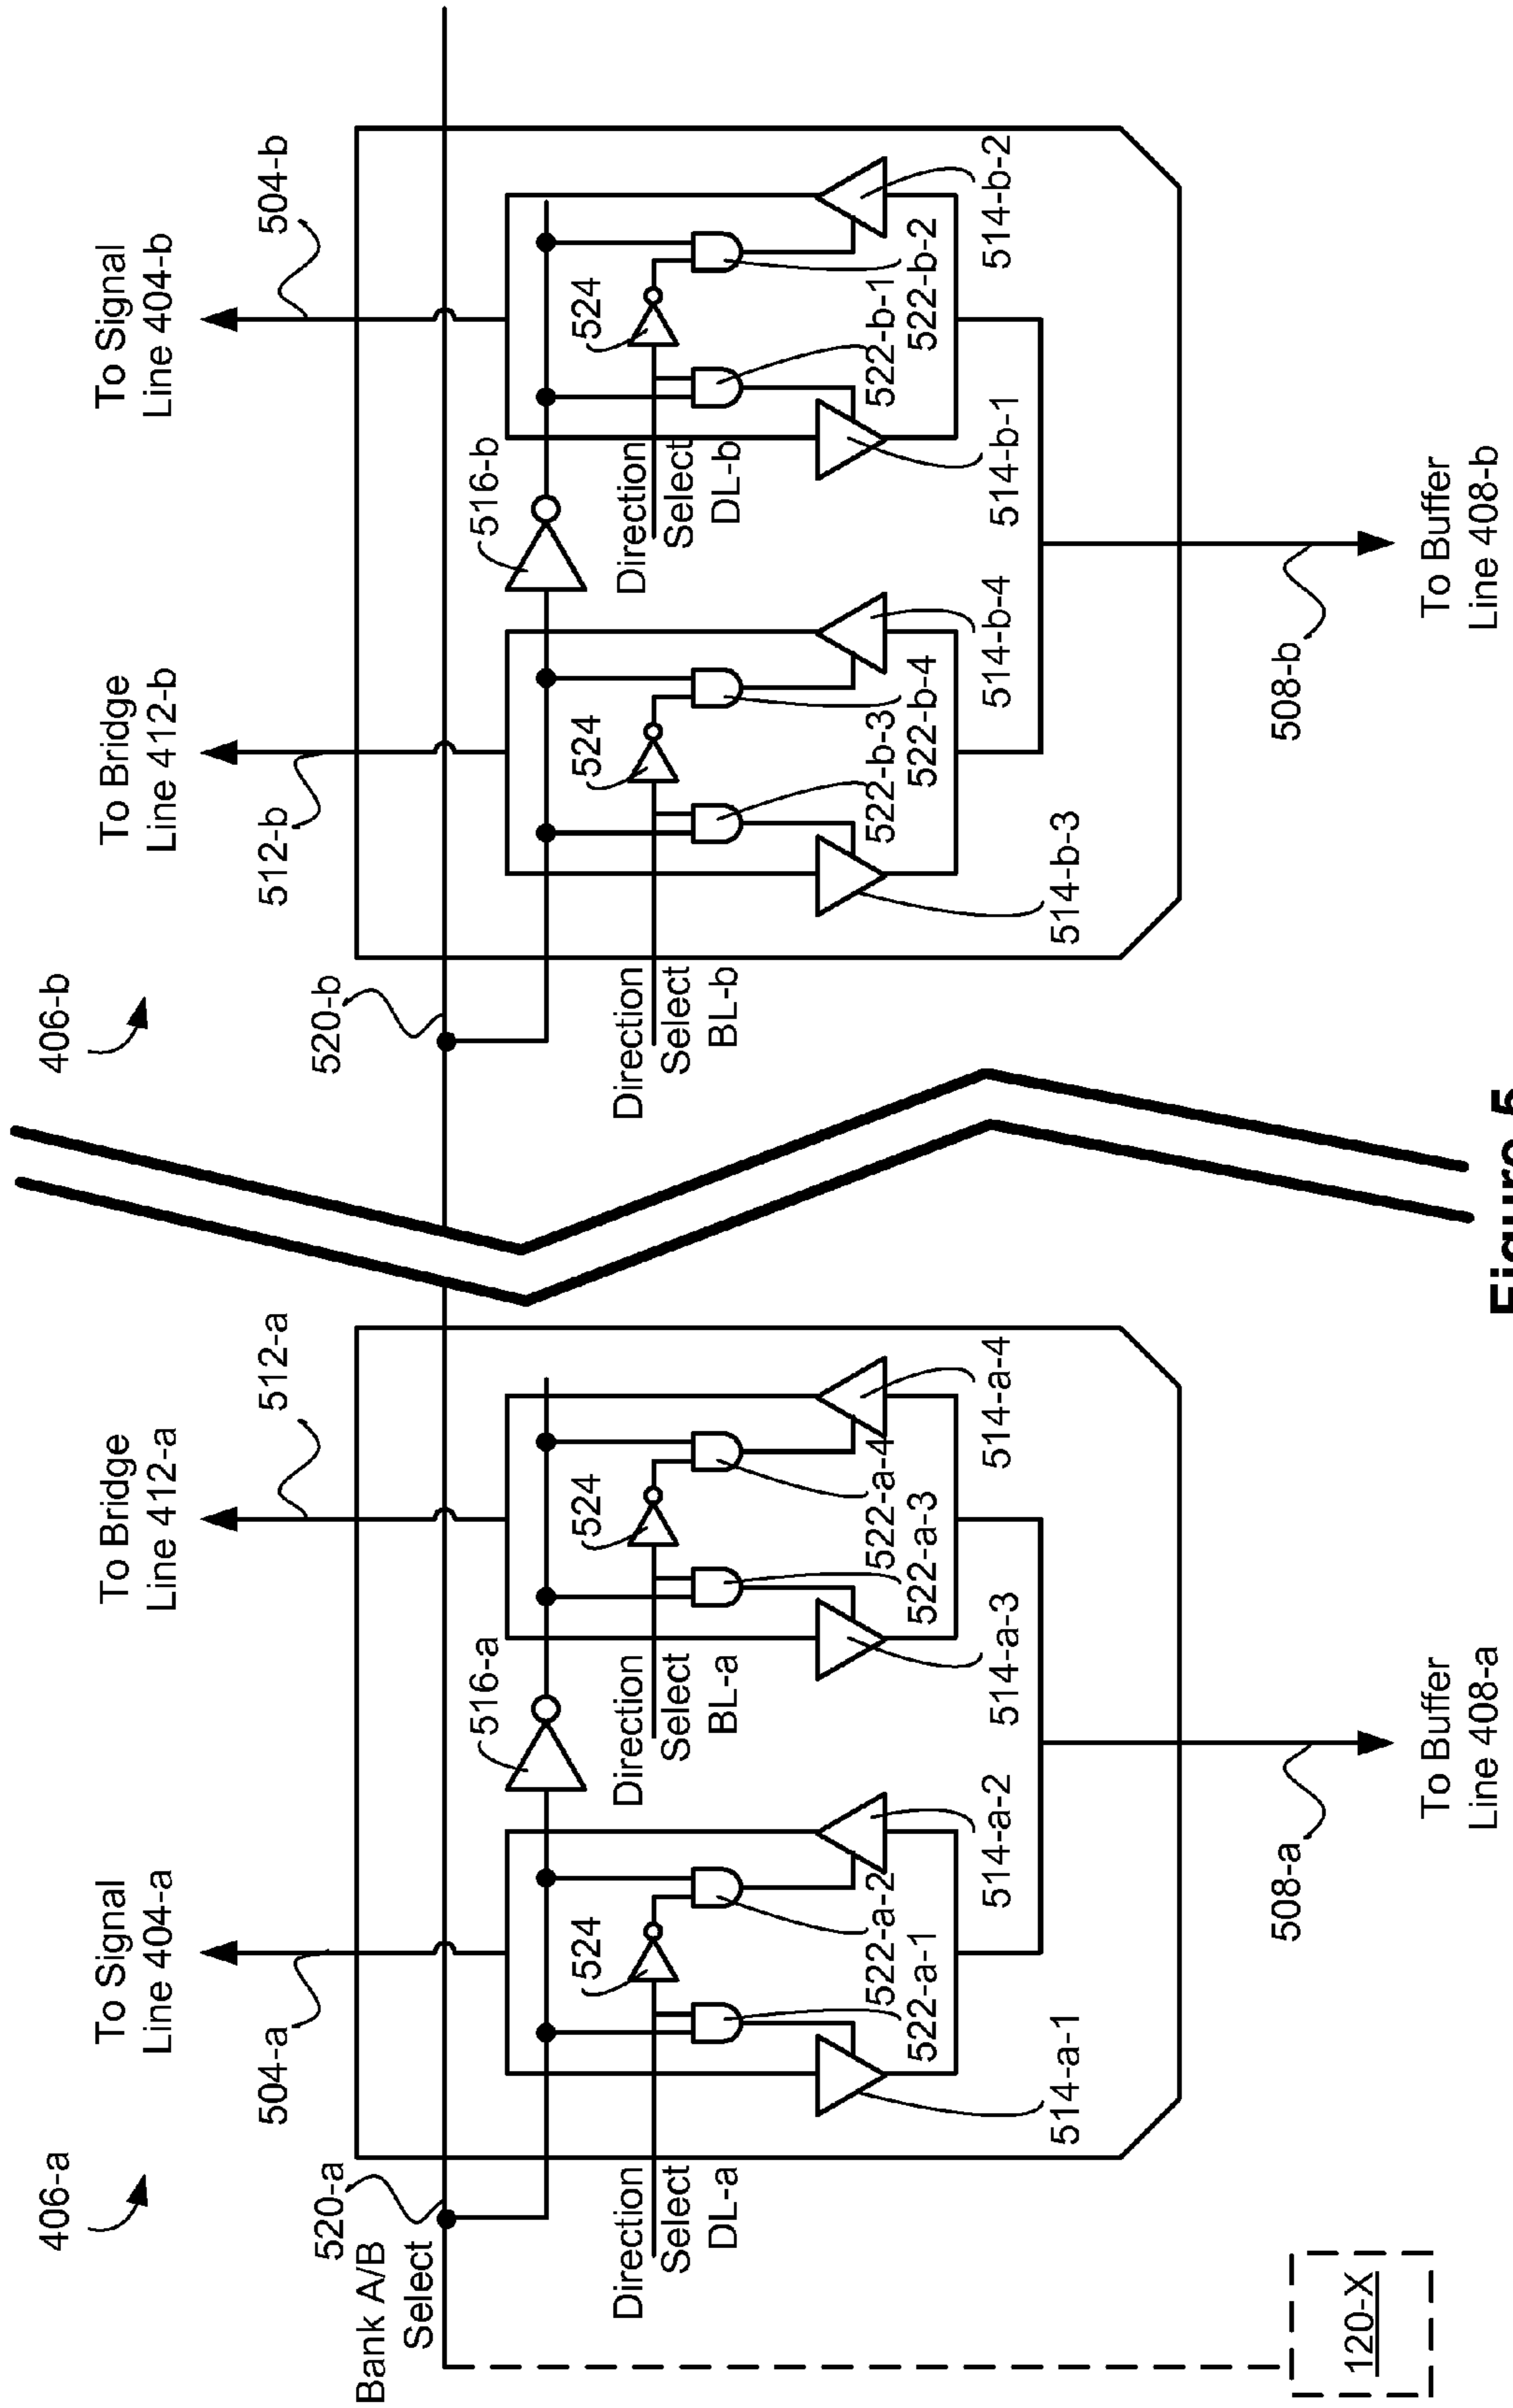 406-a
406-b
To Signal
Line 404-a
To Bridge
Line 412-a
To Bridge
Line 412-b
To Signal
Line 404-b
504-a
512-a
512-b
504-b
520-a
520-b
Bank A/B
Select
516-a
516-b
524
524
524
524
Direction
Select
DL-a
Direction
Select
BL-a
Direction
Select
BL-b
Direction
Select
DL-b
522-a-2
522-a-1
522-a-4
522-a-3
522-b-3
522-b-4
522-b-1
522-b-2
514-a-1
514-a-2
514-a-3
514-a-4
514-b-3
514-b-4
514-b-1
514-b-2
508-a
508-b
120-X
To Buffer
Line 408-a
To Buffer
Line 408-b
Figure 5